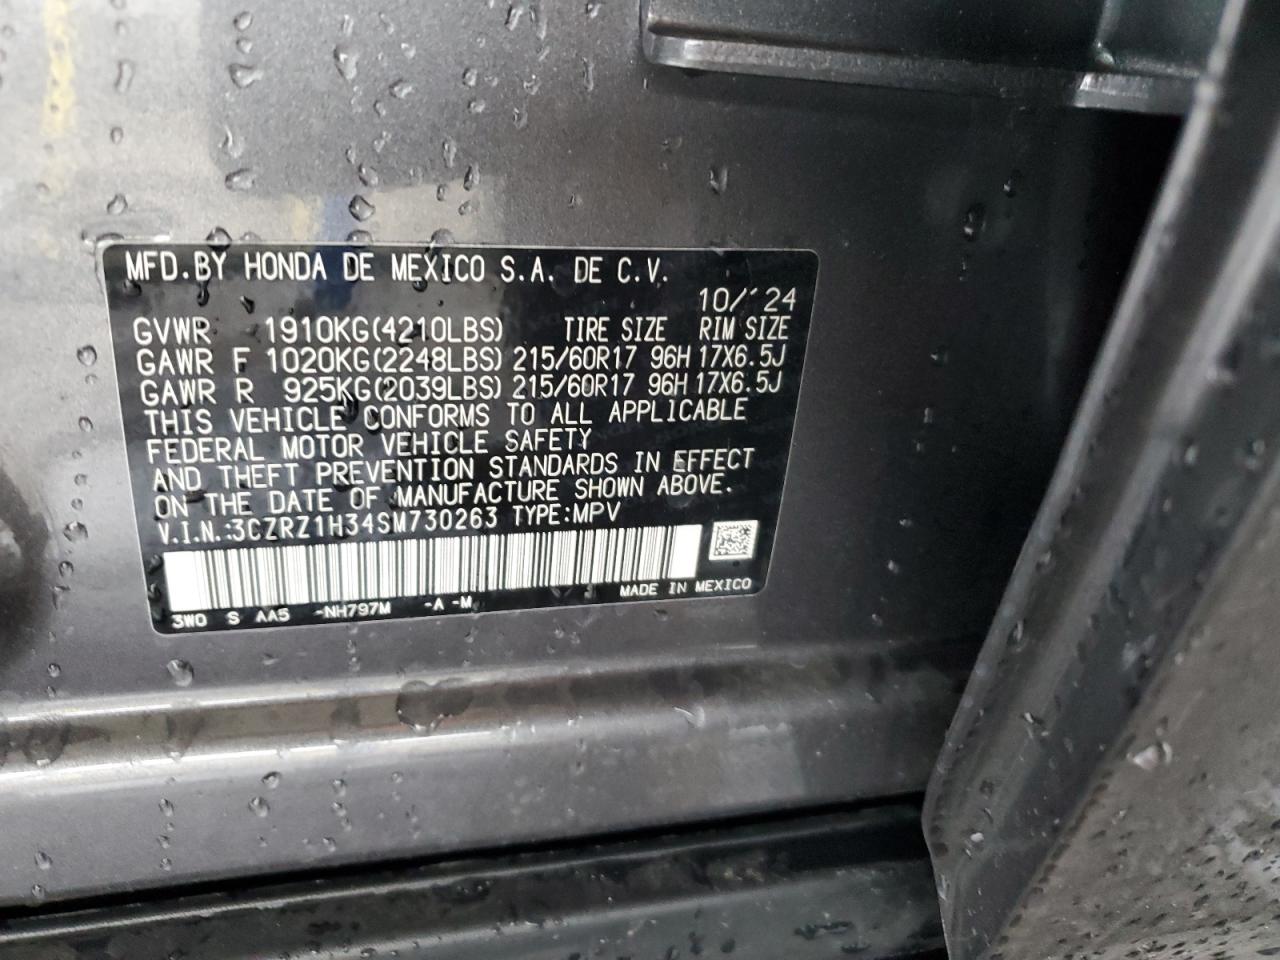 MFD.BY HONDA DE MEXICO S.A. DE C.V.
10/'24
GVWR 1910KG(4210LBS) TIRE SIZE RIM SIZE
GAWR F 1020KG(2248LBS) 215/60R17 96H 17X6.5J
GAWR R 925KG(2039LBS) 215/60R17 96H 17X6.5J
THIS VEHICLE CONFORMS TO ALL APPLICABLE
FEDERAL MOTOR VEHICLE SAFETY
AND THEFT PREVENTION STANDARDS IN EFFECT
ON THE DATE OF MANUFACTURE SHOWN ABOVE.
V.I.N.:3CZRZ1H34SM730263 TYPE:MPV
MADE IN MEXICO
3W0 S AA5 -NH797M -A -M